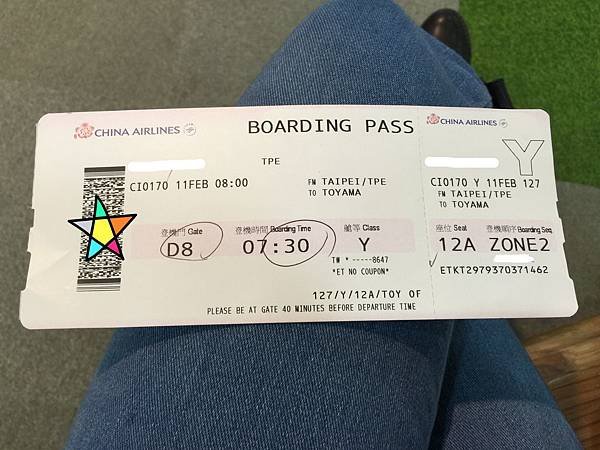 CHINA AIRLINES
BOARDING PASS
TPE
CI0170 11FEB 08:00
FM TAIPEI/TPE
TO TOYAMA
登機門 Gate 登機時間 Boarding Time 艙等 Class
D8 07:30 Y
TW * -----8647
*ET NO COUPON*
127/Y/12A/TOY OF
PLEASE BE AT GATE 40 MINUTES BEFORE DEPARTURE TIME
CHINA AIRLINES
Y
CI0170 Y 11FEB 127
FM TAIPEI/TPE
TO TOYAMA
座位 Seat 登機順序 Boarding Seq
12A ZONE2
ETKT2979370371462